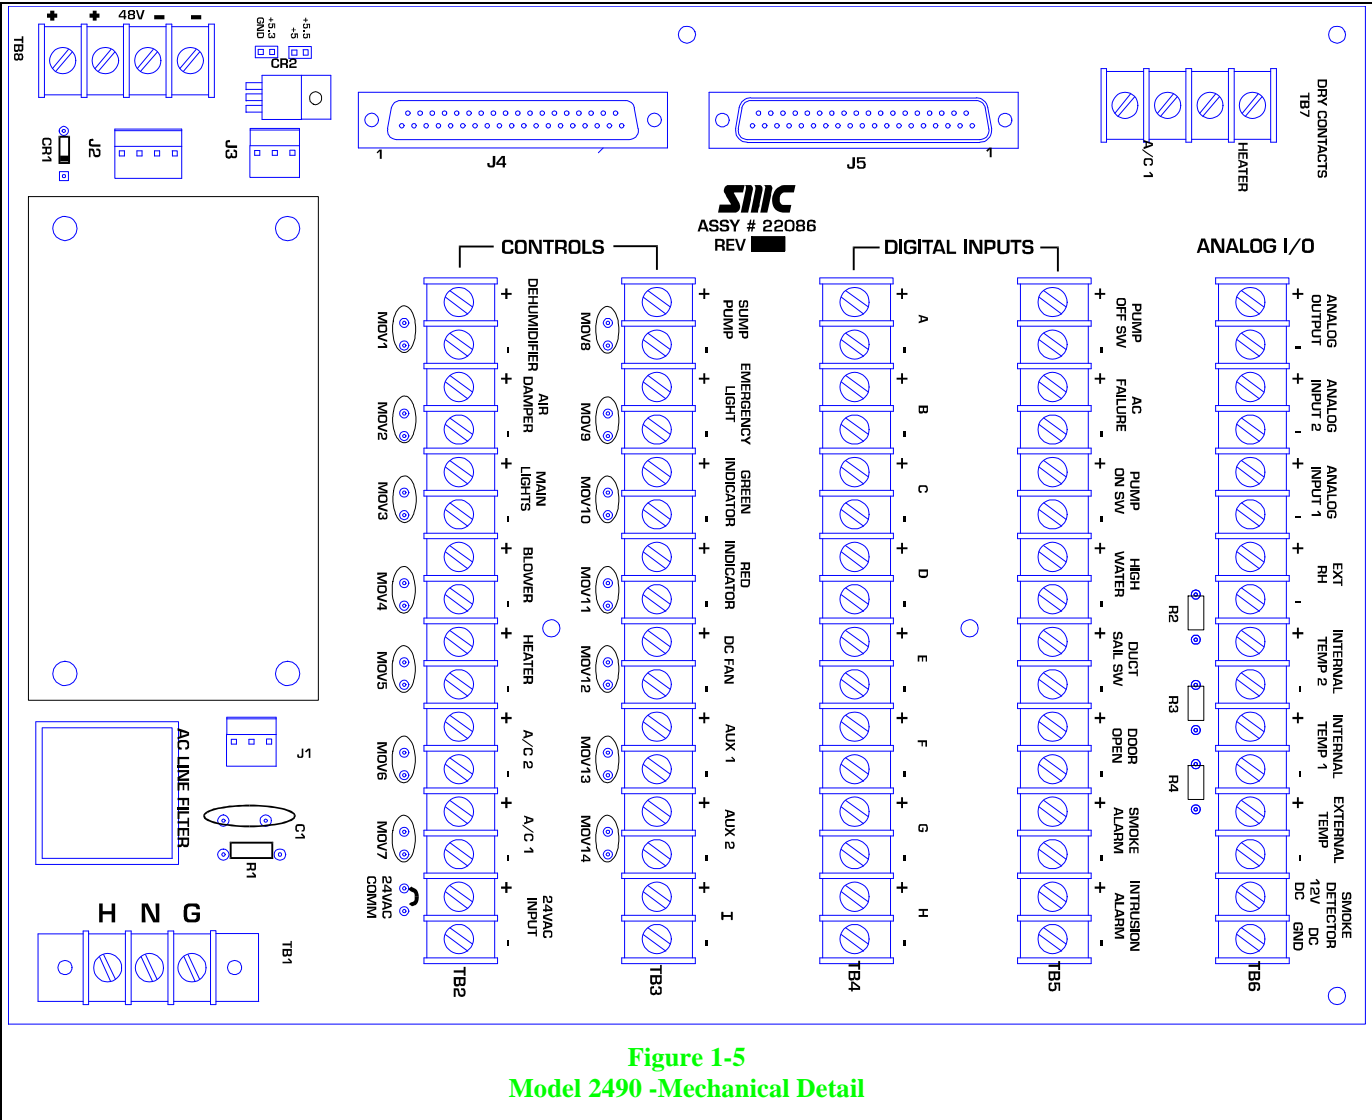 + + 48V - -
TB8
+5.3
GND
+5.5
+5
CR2
CR1
J2
J3
1
J4
J5
1
A/C 1
HEATER
DRY CONTACTS
TB7
SMC
ASSY # 22086
REV
CONTROLS
DIGITAL INPUTS
ANALOG I/O
MOV1
MOV2
MOV3
MOV4
MOV5
MOV6
MOV7
24VAC
COMM
+ DEHUMIDIFIER -
+ AIR
DAMPER -
+ MAIN
LIGHTS -
+ BLOWER -
+ HEATER -
+ A/C 2 -
+ A/C 1 -
+ 24VAC
INPUT -
TB2
MOV8
MOV9
MOV10
MOV11
MOV12
MOV13
MOV14
+ SUMP
PUMP -
+ EMERGENCY
LIGHT -
+ GREEN
INDICATOR -
+ RED
INDICATOR -
+ DC FAN -
+ AUX 1 -
+ AUX 2 -
+ I -
TB3
+ A -
+ B -
+ C -
+ D -
+ E -
+ F -
+ G -
+ H -
TB4
+ PUMP
OFF SW -
+ AC
FAILURE -
+ PUMP
ON SW -
+ HIGH
WATER -
+ DUCT
SAIL SW -
+ DOOR
OPEN -
+ SMOKE
ALARM -
+ INTRUSION
ALARM -
TB5
R2
R3
R4
+ ANALOG
OUTPUT -
+ ANALOG
INPUT 2 -
+ ANALOG
INPUT 1 -
+ EXT
RH -
+ INTERNAL
TEMP 2 -
+ INTERNAL
TEMP 1 -
+ EXTERNAL
TEMP -
SMOKE
DETECTOR
12V DC
DC GND
TB6
AC LINE FILTER
J1
C1
R1
H N G
TB1
Figure 1-5
Model 2490 -Mechanical Detail